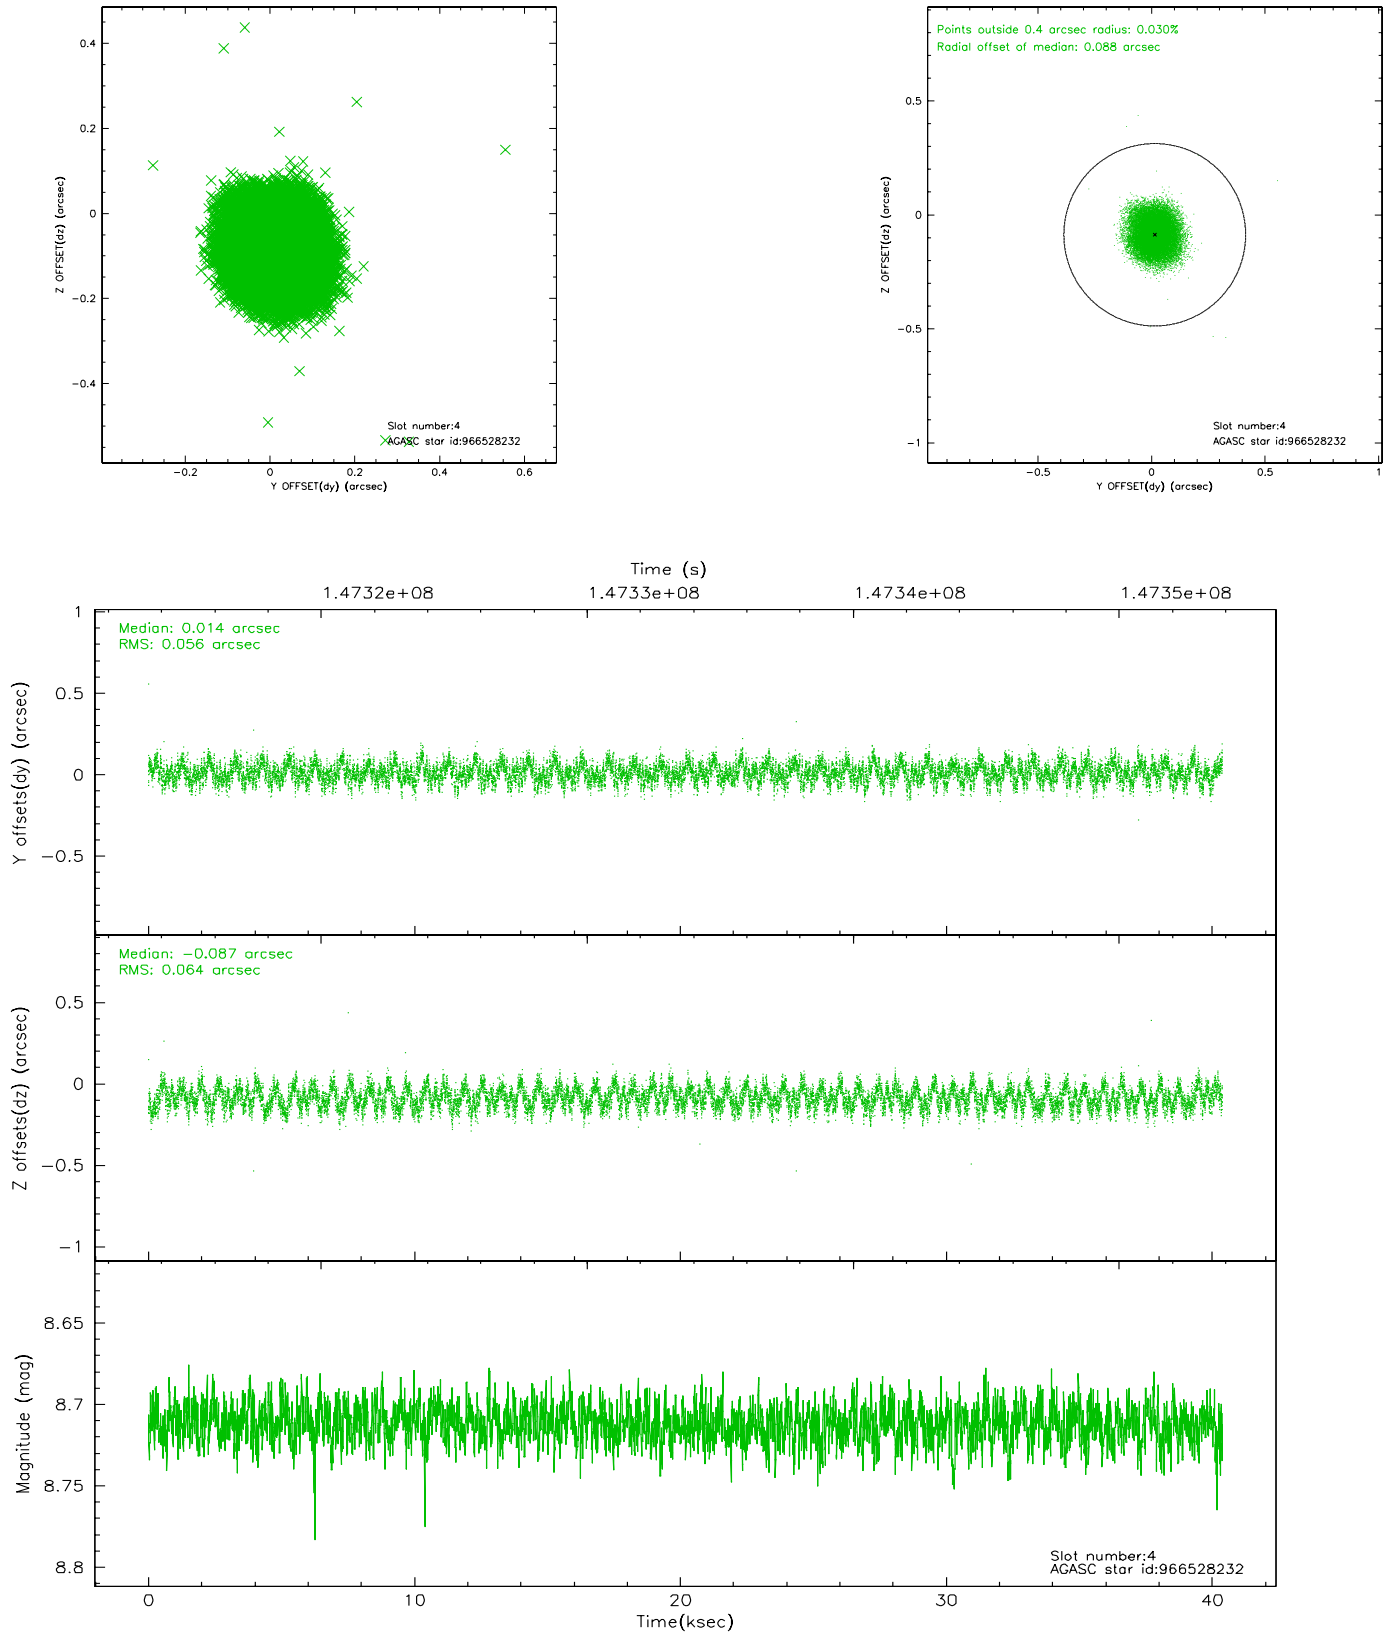 0.4
0.2
0
−0.2
−0.4
−0.2
0
0.2
0.4
0.6
Z OFFSET(dz) (arcsec)
Y OFFSET(dy) (arcsec)
Slot number:4
AGASC star id:966528232
Points outside 0.4 arcsec radius: 0.030%
Radial offset of median: 0.088 arcsec
0.5
0
−0.5
−1
−0.5
0
0.5
1
Z OFFSET(dz) (arcsec)
Y OFFSET(dy) (arcsec)
Slot number:4
AGASC star id:966528232
Time (s)
1.4732e+08 1.4733e+08 1.4734e+08 1.4735e+08
Median: 0.014 arcsec
RMS: 0.056 arcsec
1
0.5
0
−0.5
Y offsets(dy) (arcsec)
Median: −0.087 arcsec
RMS: 0.064 arcsec
0.5
0
−0.5
−1
Z offsets(dz) (arcsec)
8.65
8.7
8.75
8.8
Magnitude (mag)
Slot number:4
AGASC star id:966528232
0 10 20 30 40
Time(ksec)